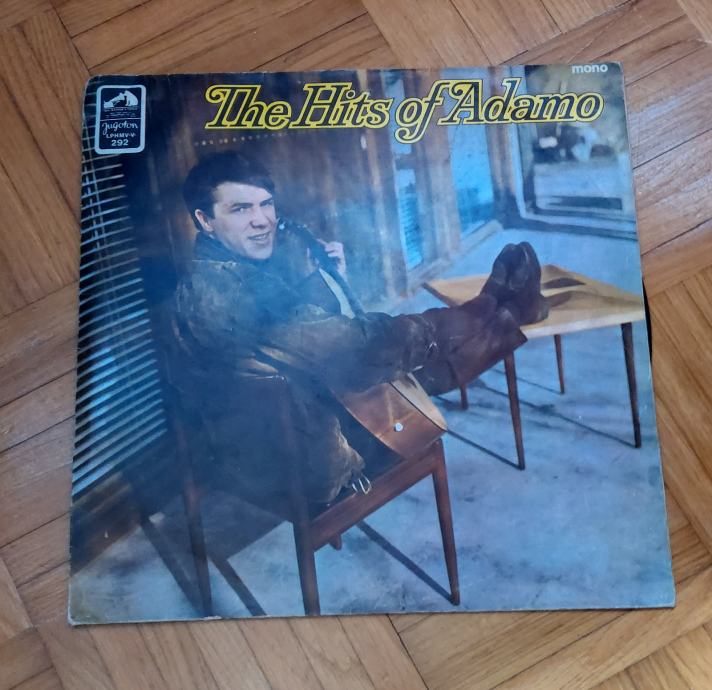 mono
The Hits of Adamo
Jugoton
LPHMV-V-
292